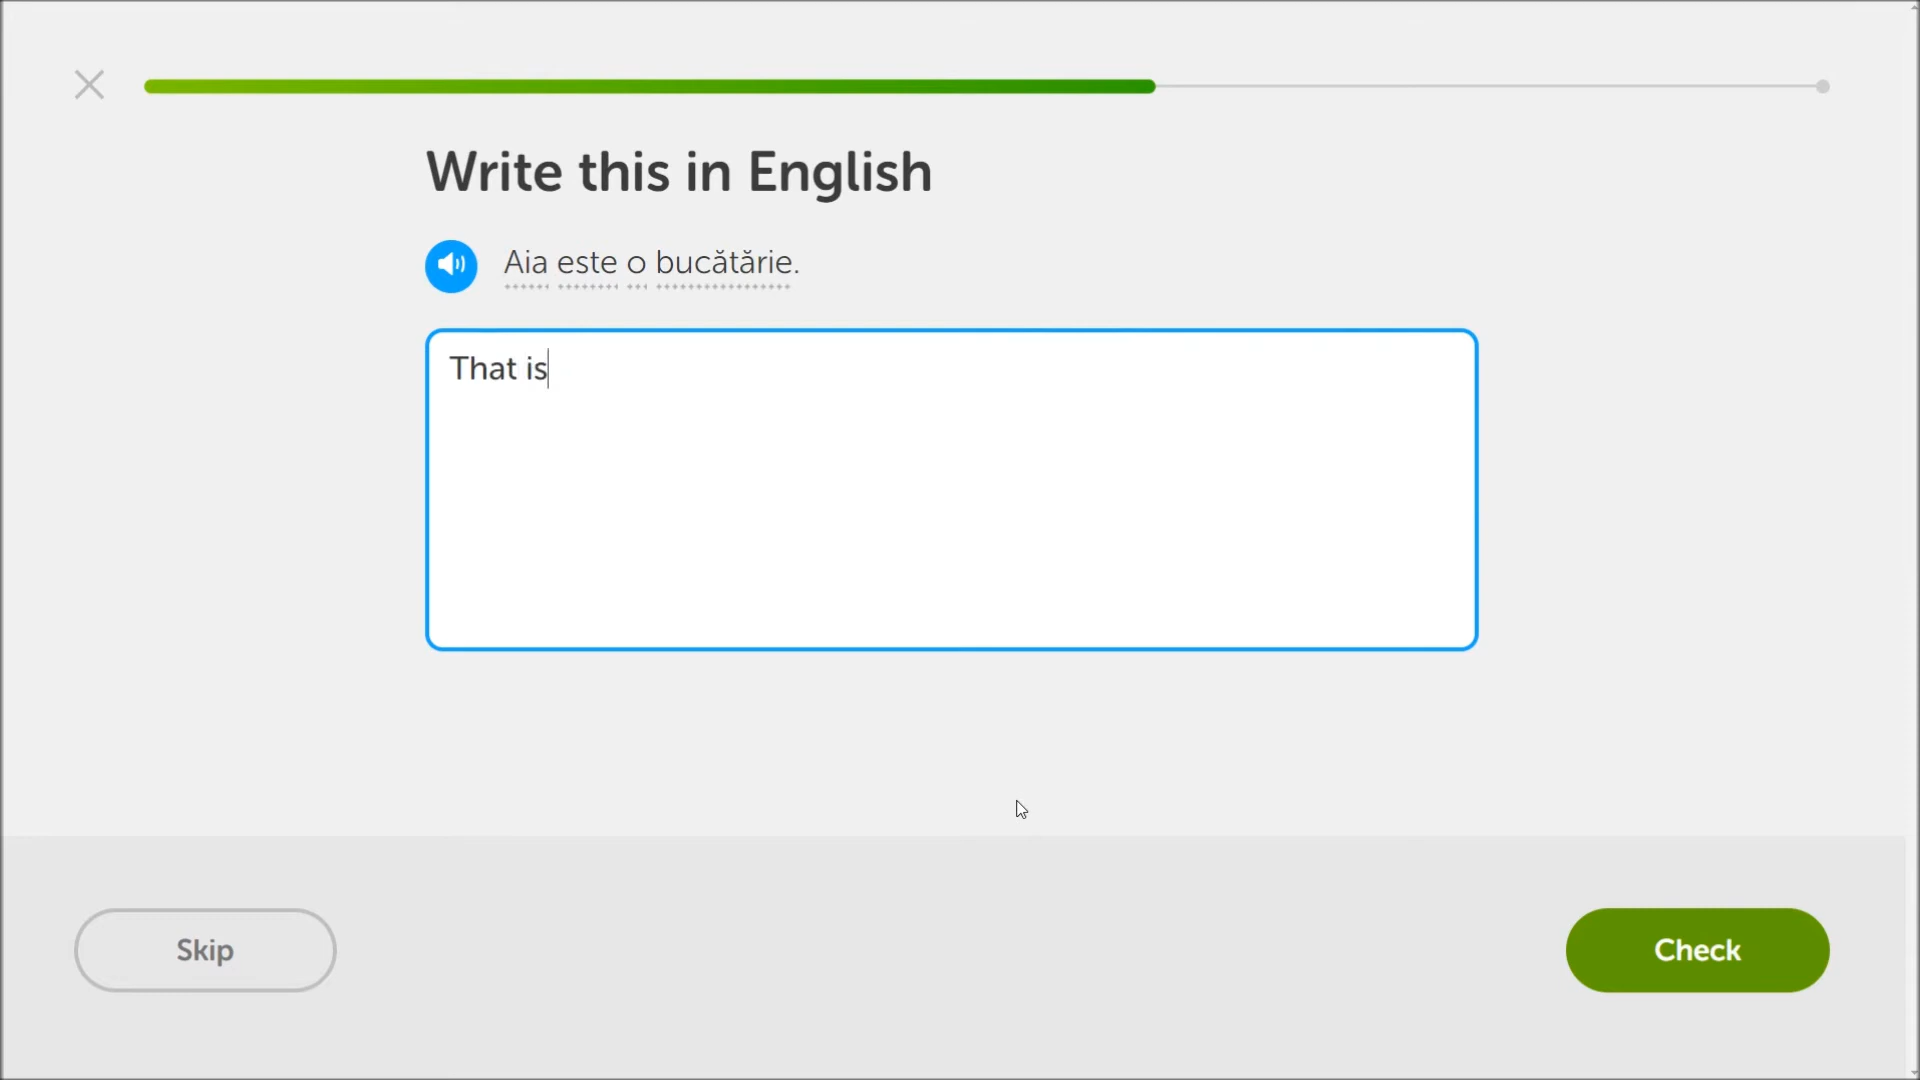 Write this in English
Aia este o bucătărie.
That is
Skip
Check